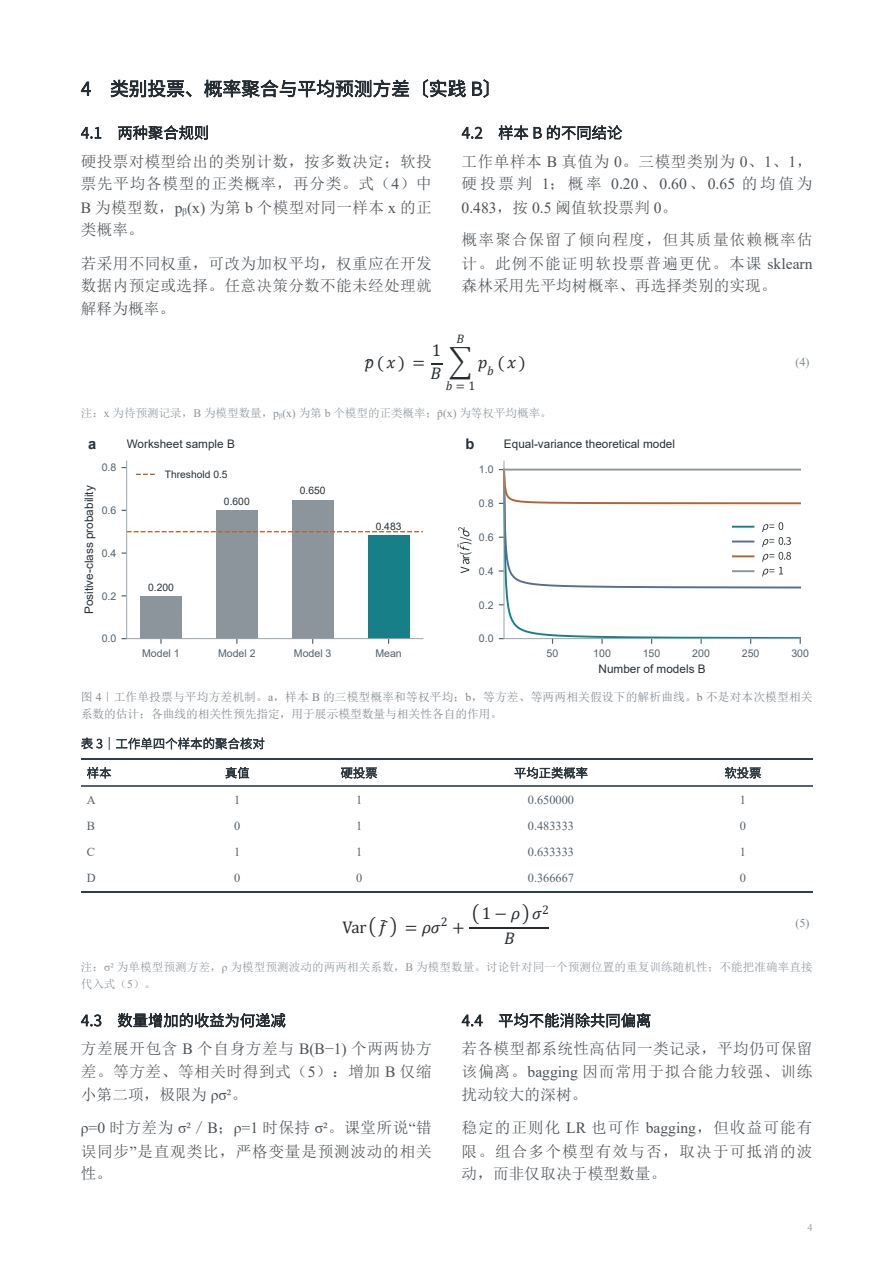 4 类别投票、概率聚合与平均预测方差〔实践 B〕
4.1 两种聚合规则
硬投票对模型给出的类别计数，按多数决定；软投
票先平均各模型的正类概率，再分类。式（4）中
B 为模型数，pᵦ(x) 为第 b 个模型对同一样本 x 的正
类概率。
若采用不同权重，可改为加权平均，权重应在开发
数据内预定或选择。任意决策分数不能未经处理就
解释为概率。
4.2 样本 B 的不同结论
工作单样本 B 真值为 0。三模型类别为 0、1、1，
硬投票判 1；概率 0.20、0.60、0.65 的均值为
0.483，按 0.5 阈值软投票判 0。
概率聚合保留了倾向程度，但其质量依赖概率估
计。此例不能证明软投票普遍更优。本课 sklearn
森林采用先平均树概率、再选择类别的实现。
p̄(x) = 1/B ∑_{b=1}^{B} p_b(x)
(4)
注：x 为待预测记录，B 为模型数量，pᵦ(x) 为第 b 个模型的正类概率；p̄(x) 为等权平均概率。
a Worksheet sample B
Positive-class probability
0.8
0.6
0.4
0.2
0.0
Threshold 0.5
0.200
0.600
0.650
0.483
Model 1 Model 2 Model 3 Mean
b Equal-variance theoretical model
Var(f̄)/σ²
1.0
0.8
0.6
0.4
0.2
0.0
ρ= 0
ρ= 0.3
ρ= 0.8
ρ= 1
50 100 150 200 250 300
Number of models B
图 4｜工作单投票与平均方差机制。a，样本 B 的三模型概率和等权平均；b，等方差、等两两相关假设下的解析曲线。b 不是对本次模型相关
系数的估计；各曲线的相关性预先指定，用于展示模型数量与相关性各自的作用。
表 3｜工作单四个样本的聚合核对
样本 真值 硬投票 平均正类概率 软投票
A 1 1 0.650000 1
B 0 1 0.483333 0
C 1 1 0.633333 1
D 0 0 0.366667 0
Var(f̄) = ρσ² + (1 − ρ)σ²/B
(5)
注：σ² 为单模型预测方差，ρ 为模型预测波动的两两相关系数，B 为模型数量。讨论针对同一个预测位置的重复训练随机性；不能把准确率直接
代入式（5）。
4.3 数量增加的收益为何递减
方差展开包含 B 个自身方差与 B(B−1) 个两两协方
差。等方差、等相关时得到式（5）：增加 B 仅缩
小第二项，极限为 ρσ²。
ρ=0 时方差为 σ² / B；ρ=1 时保持 σ²。课堂所说“错
误同步”是直观类比，严格变量是预测波动的相关
性。
4.4 平均不能消除共同偏离
若各模型都系统性高估同一类记录，平均仍可保留
该偏离。bagging 因而常用于拟合能力较强、训练
扰动较大的深树。
稳定的正则化 LR 也可作 bagging，但收益可能有
限。组合多个模型有效与否，取决于可抵消的波
动，而非仅取决于模型数量。
4